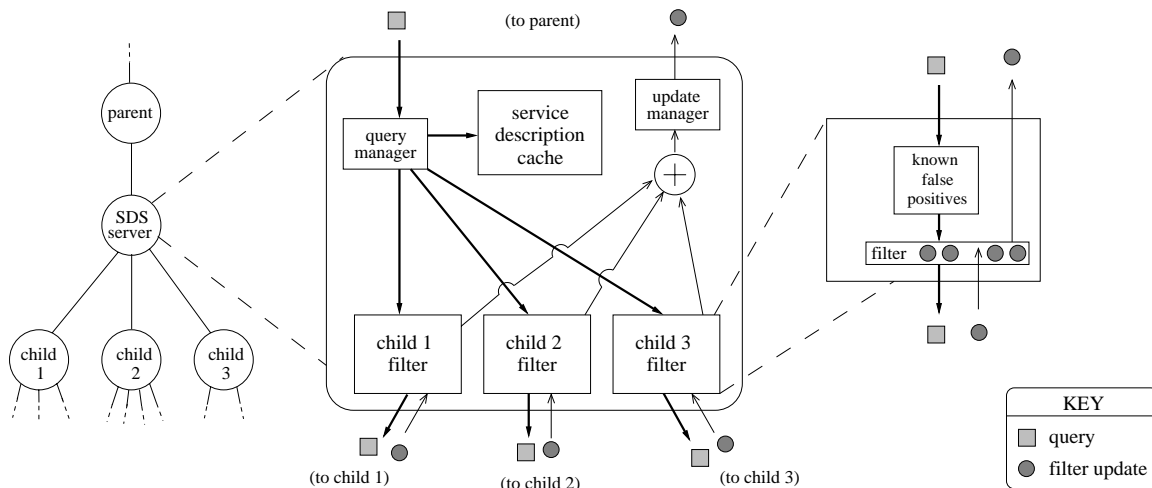 (to parent)
parent
SDS
server
child
1
child
2
child
3
query
manager
service
description
cache
update
manager
+
child 1
filter
child 2
filter
child 3
filter
(to child 1)
(to child 2)
(to child 3)
known
false
positives
filter
KEY
query
filter update